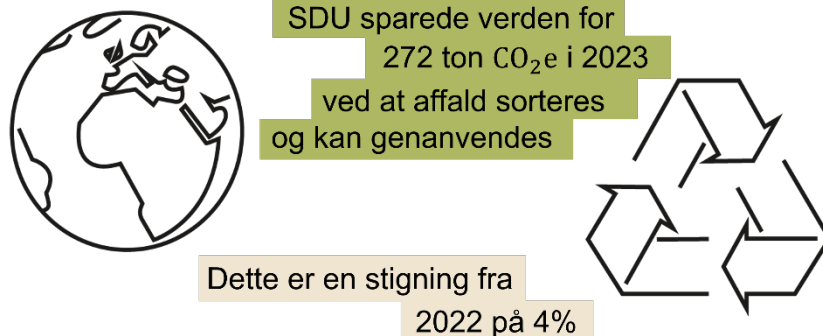 SDU sparede verden for
272 ton CO₂e i 2023
ved at affald sorteres
og kan genanvendes
Dette er en stigning fra
2022 på 4%